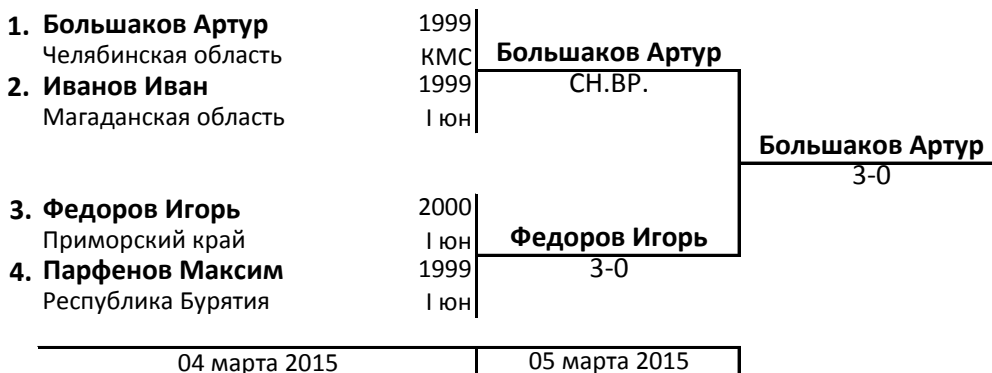 1. Большаков Артур 1999
Челябинская область КМС
2. Иванов Иван 1999
Магаданская область I юн
Большаков Артур
СН.ВР.
Большаков Артур
3-0
3. Федоров Игорь 2000
Приморский край I юн
4. Парфенов Максим 1999
Республика Бурятия I юн
Федоров Игорь
3-0
04 марта 2015 05 марта 2015